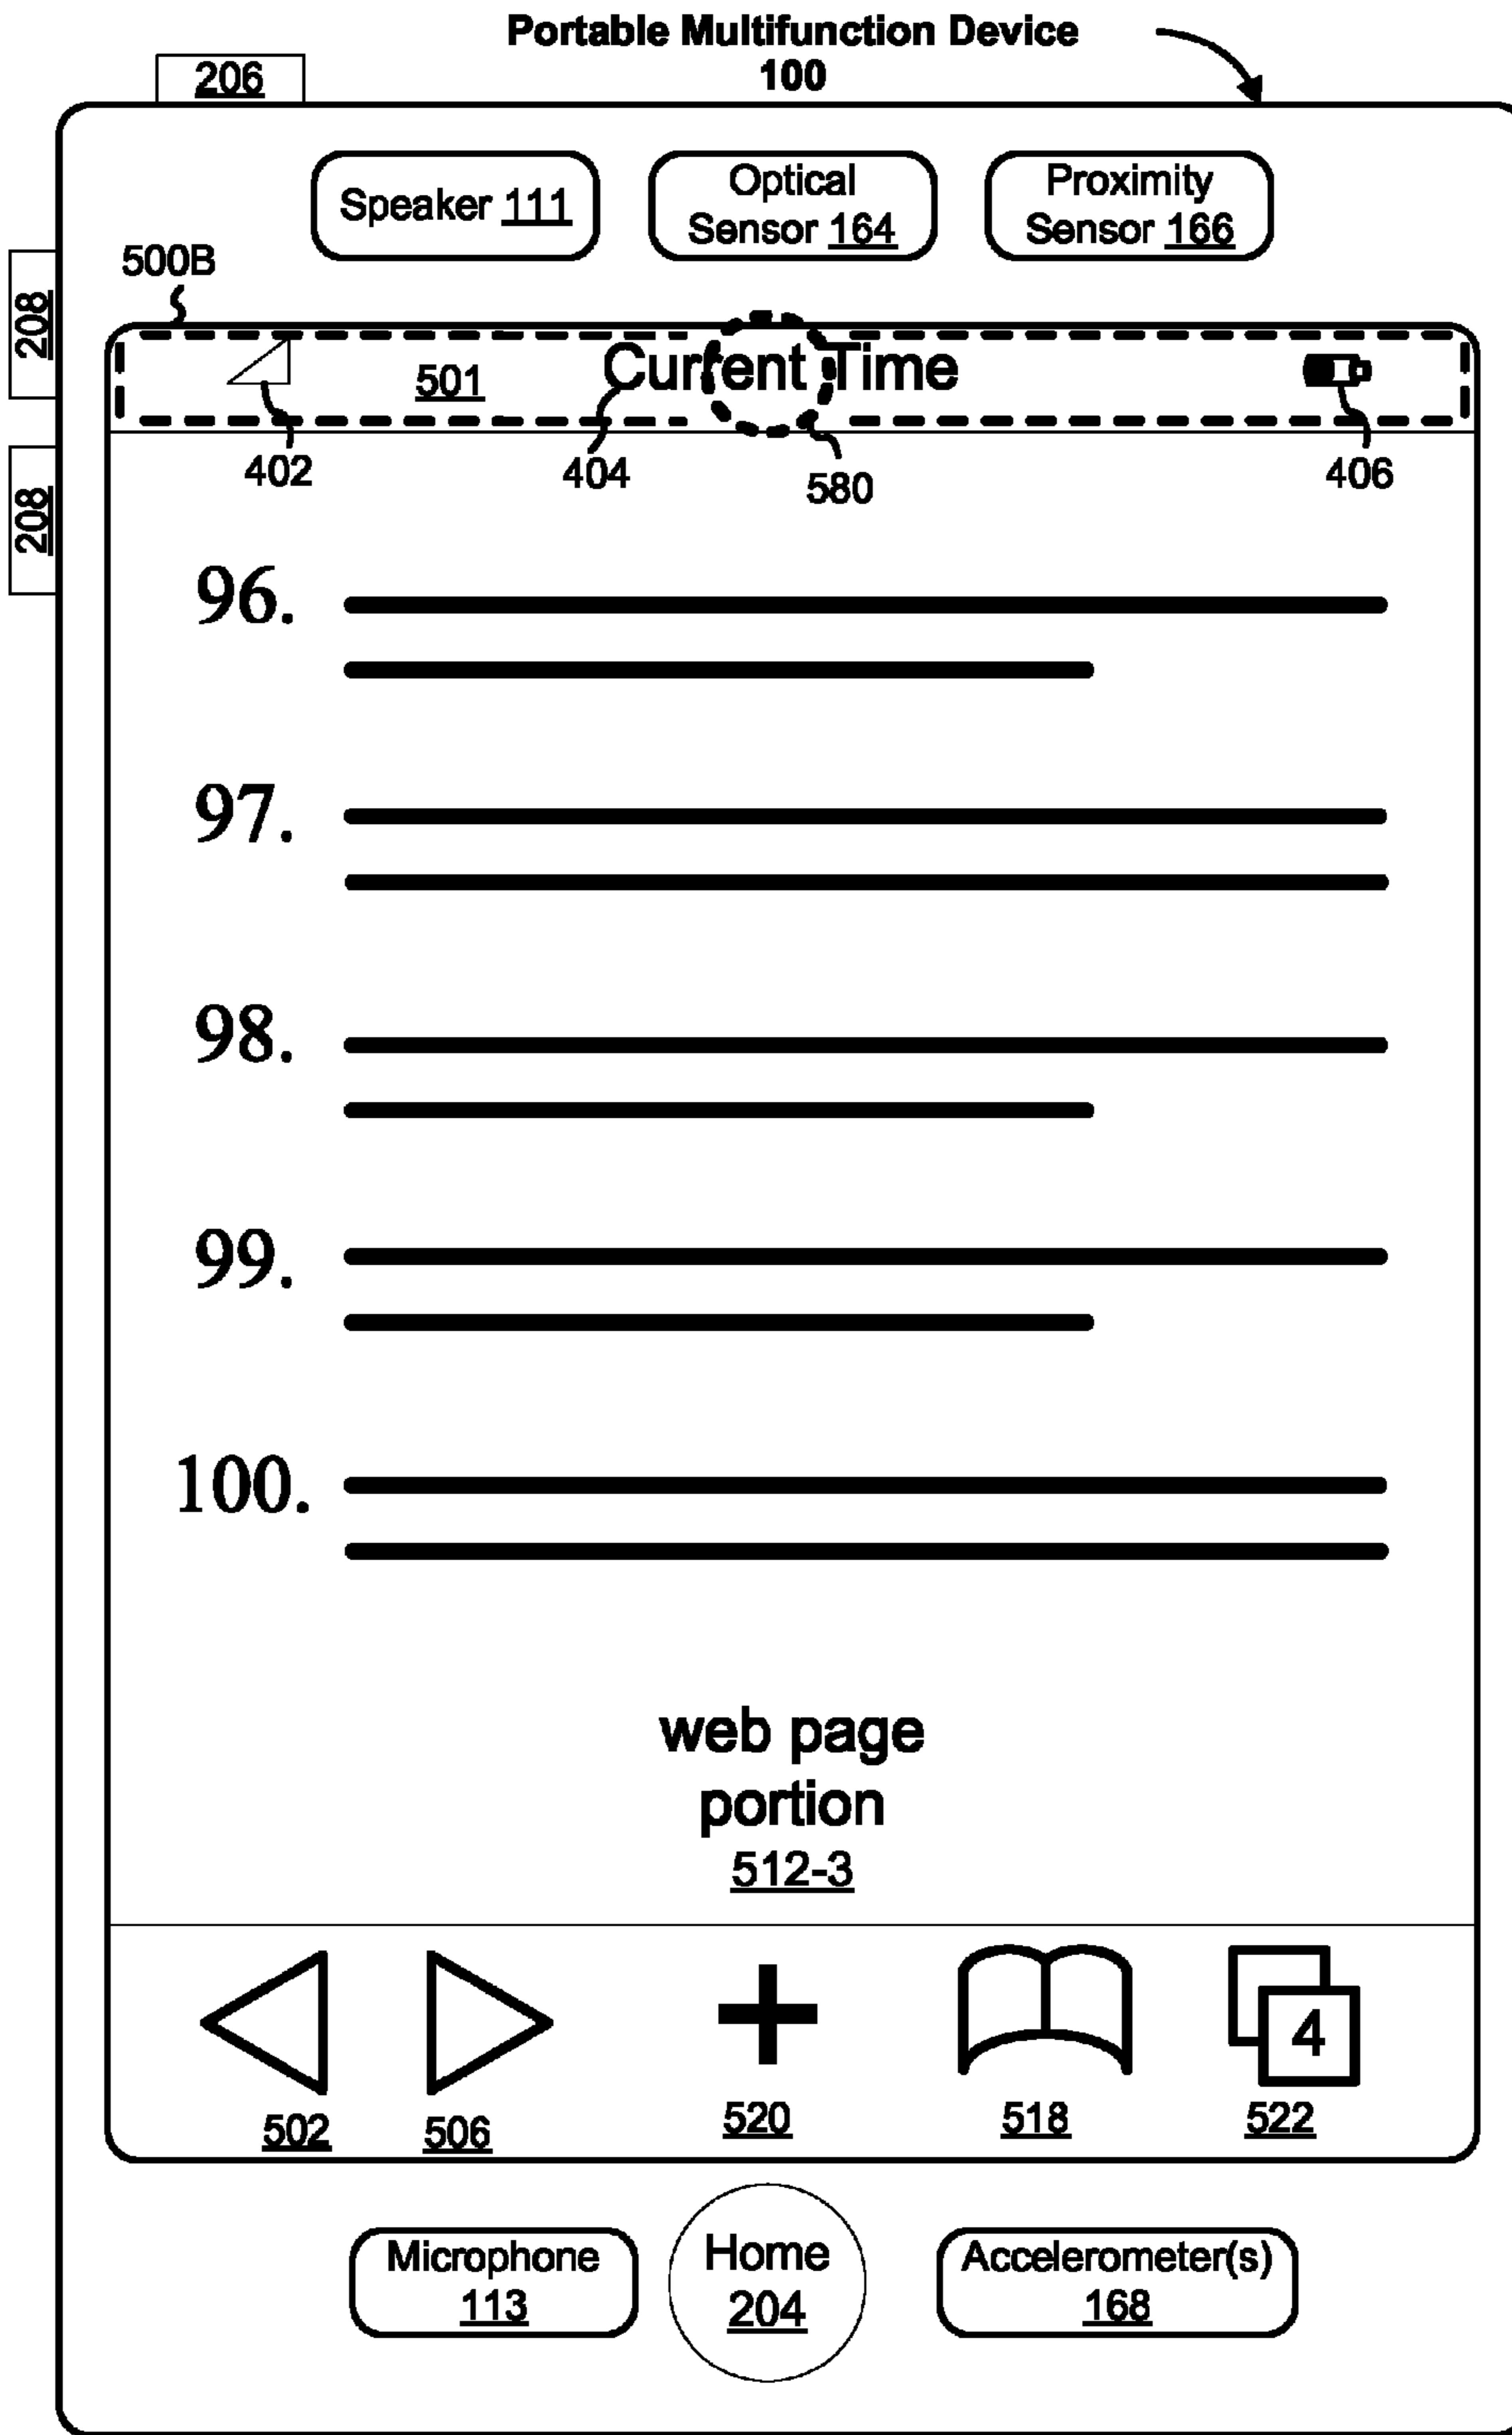 Portable Multifunction Device
100
206
Speaker 111
Optical
Sensor 164
Proximity
Sensor 166
500B
208
501
Current Time
402
404
580
406
208
96.
97.
98.
99.
100.
web page
portion
512-3
4
502
506
520
518
522
Microphone
113
Home
204
Accelerometer(s)
168